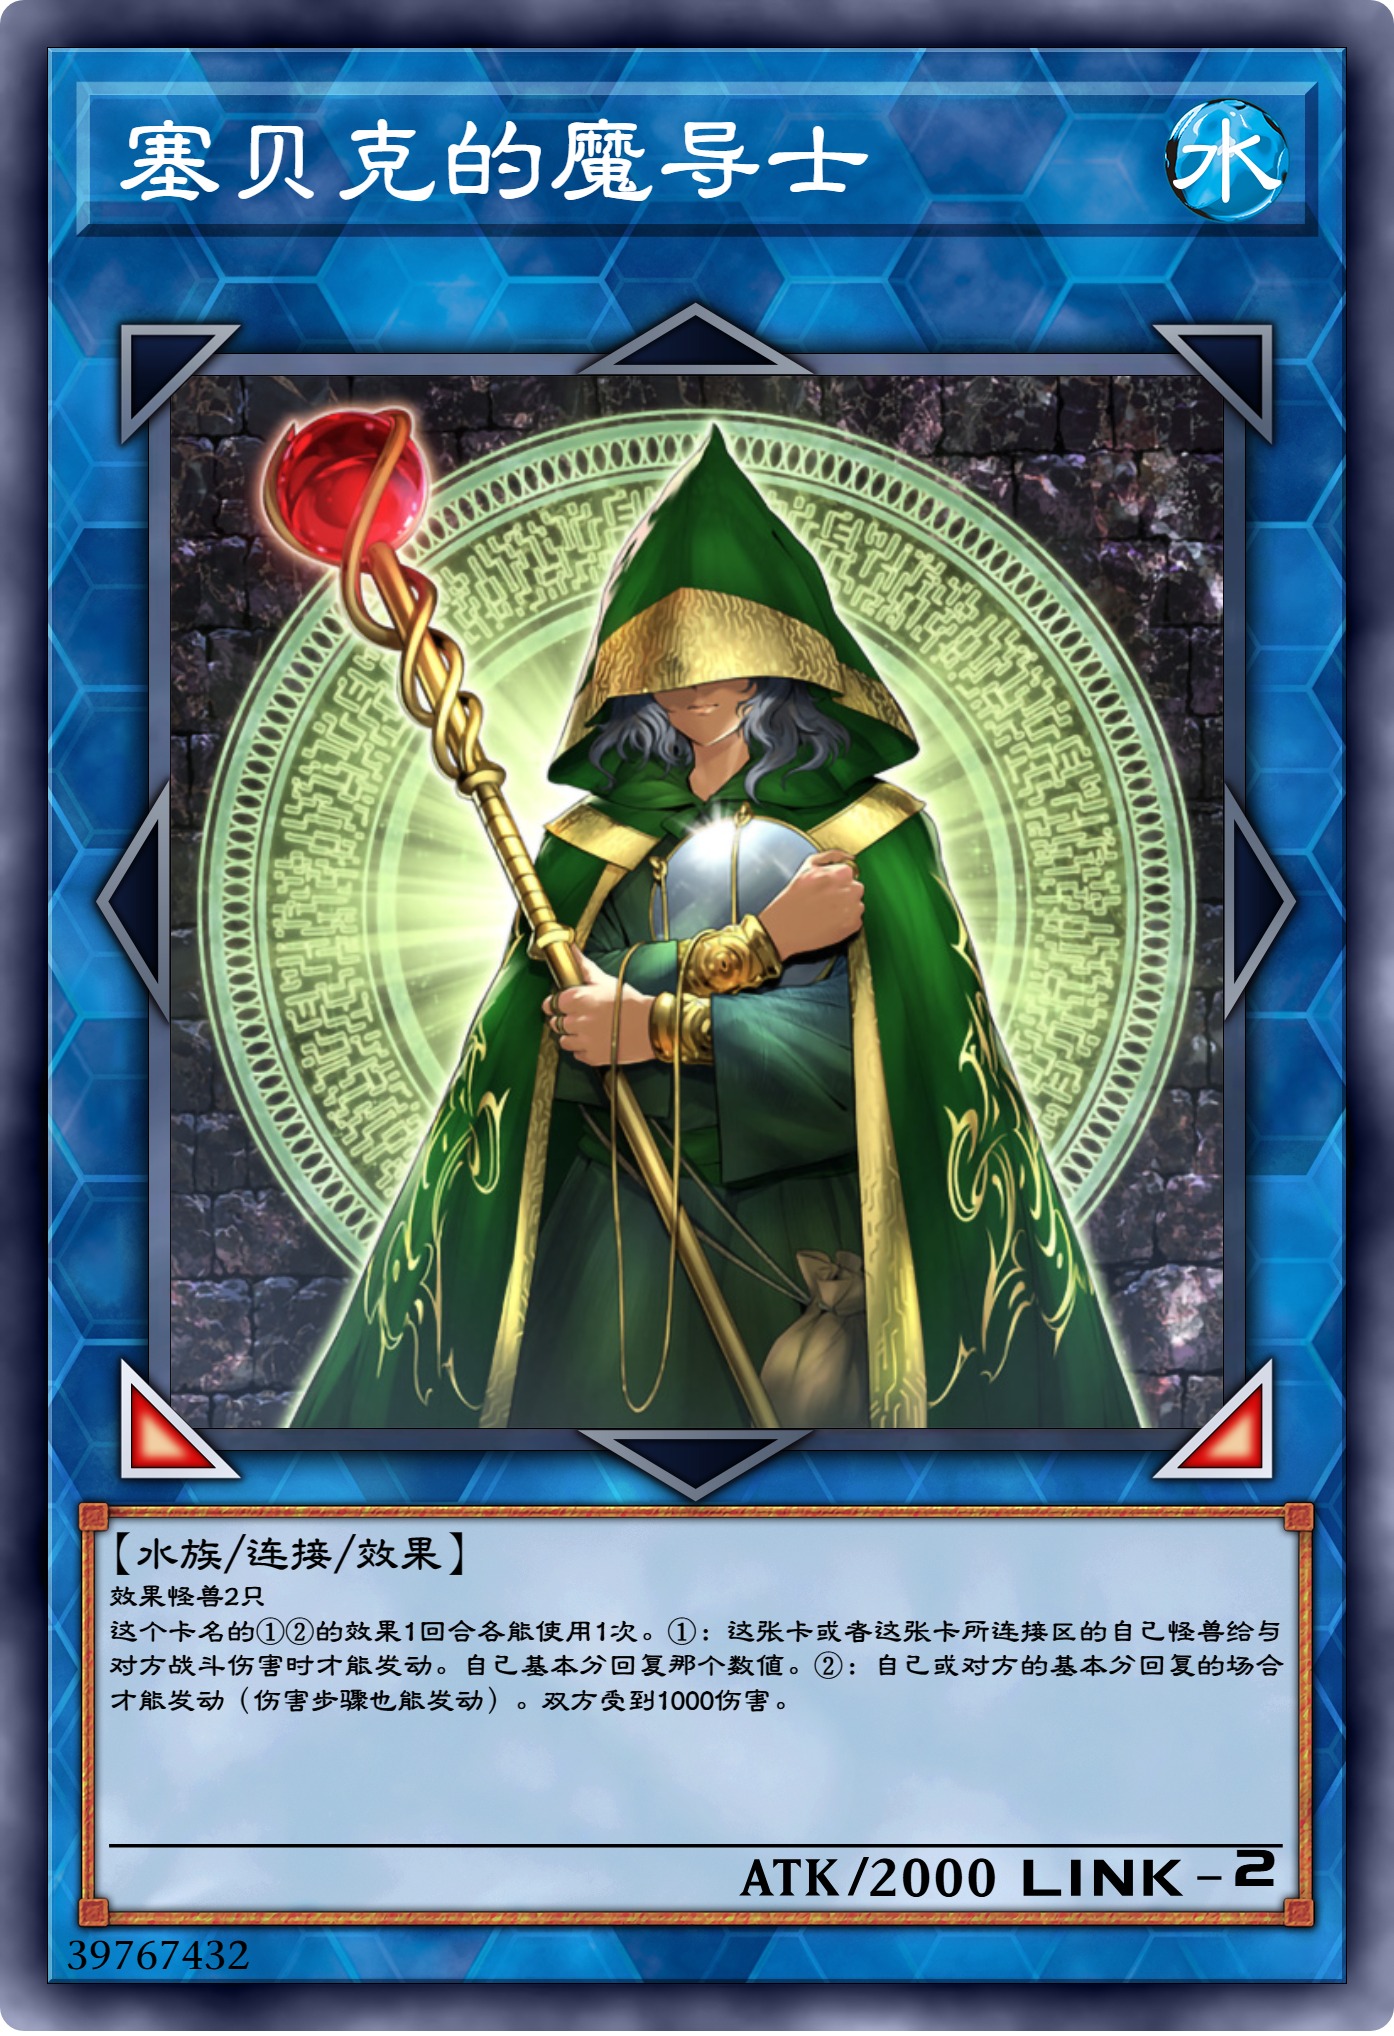 塞贝克的魔导士
水
【水族/连接/效果】
效果怪兽2只
这个卡名的①②的效果1回合各能使用1次。①：这张卡或者这张卡所连接区的自己怪兽给与
对方战斗伤害时才能发动。自己基本分回复那个数值。②：自己或对方的基本分回复的场合
才能发动（伤害步骤也能发动）。双方受到1000伤害。
ATK/2000 LINK-2
39767432